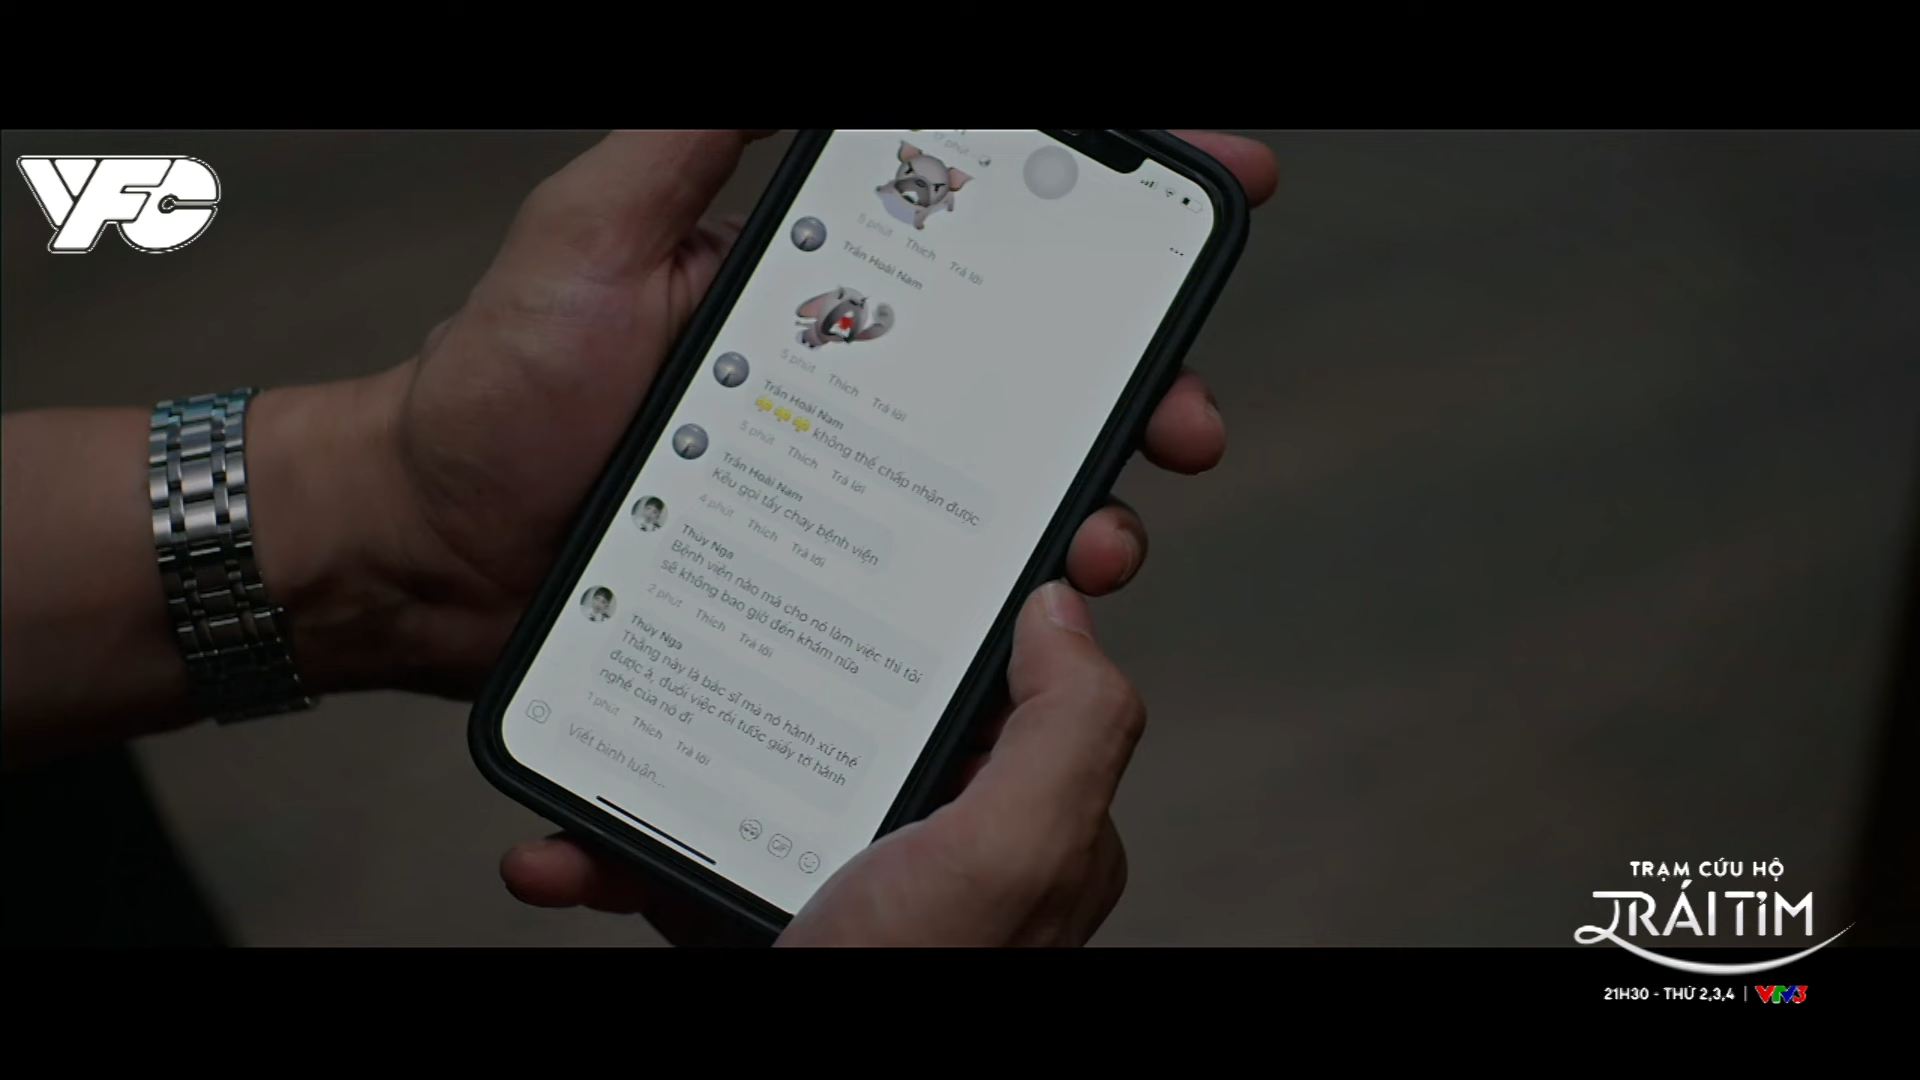 VFC
17 phút
5 phút Thích Trả lời
Trần Hoài Nam
5 phút Thích Trả lời
Trần Hoài Nam
không thể chấp nhận được
5 phút Thích Trả lời
Trần Hoài Nam
Kêu gọi tẩy chay bệnh viện
4 phút Thích Trả lời
Thúy Nga
Bệnh viện nào mà cho nó làm việc thì tôi
sẽ không bao giờ đến khám nữa
2 phút Thích Trả lời
Thúy Nga
Thằng này là bác sĩ mà nó hành xử thế
được à, đuổi việc rồi tước giấy tờ hành
nghề của nó đi
1 phút Thích Trả lời
Viết bình luận...
GIF
TRẠM CỨU HỘ
TRÁI TIM
21H30 - THỨ 2,3,4 | VTV3